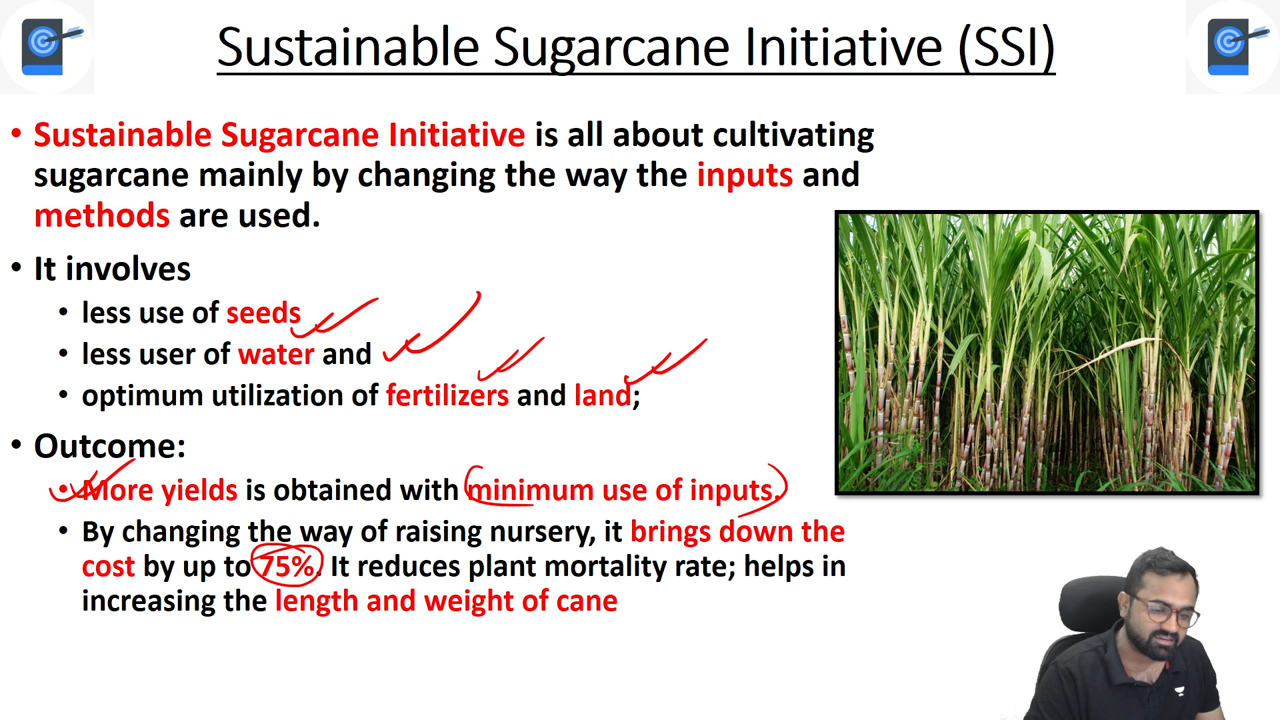 Sustainable Sugarcane Initiative (SSI)
• Sustainable Sugarcane Initiative is all about cultivating
sugarcane mainly by changing the way the inputs and
methods are used.
• It involves
• less use of seeds
• less user of water and
• optimum utilization of fertilizers and land;
• Outcome:
• More yields is obtained with minimum use of inputs.
• By changing the way of raising nursery, it brings down the
cost by up to 75%. It reduces plant mortality rate; helps in
increasing the length and weight of cane